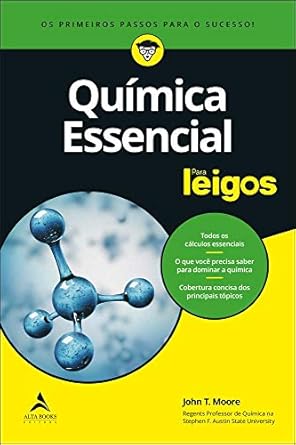 OS PRIMEIROS PASSOS PARA O SUCESSO!
Química
Essencial
Para
leigos
Todos os
cálculos essenciais
O que você precisa saber
para dominar a química
Cobertura concisa dos
principais tópicos
John T. Moore
Regents Professor de Química na
Stephen F. Austin State University
ALTA BOOKS
EDITORA